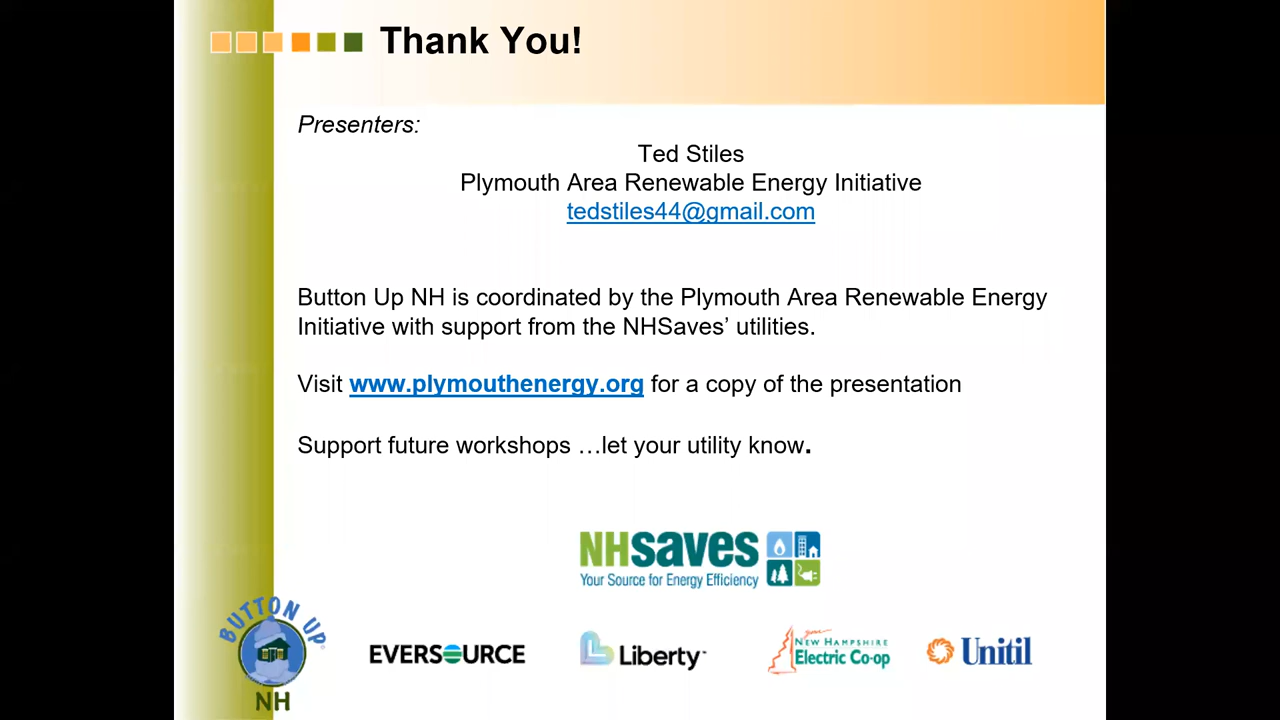 Thank You!
Presenters:
Ted Stiles
Plymouth Area Renewable Energy Initiative
tedstiles44@gmail.com
Button Up NH is coordinated by the Plymouth Area Renewable Energy
Initiative with support from the NHSaves’ utilities.
Visit www.plymouthenergy.org for a copy of the presentation
Support future workshops …let your utility know.
NHsaves
Your Source for Energy Efficiency
BUTTON UP
NH
EVERSOURCE
Liberty
your
New Hampshire
Electric Co-op
Unitil